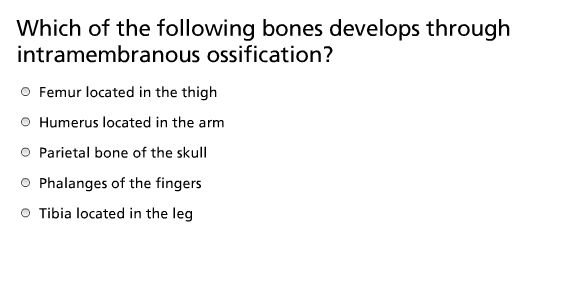 Which of the following bones develops through
intramembranous ossification?
Femur located in the thigh
Humerus located in the arm
Parietal bone of the skull
Phalanges of the fingers
Tibia located in the leg